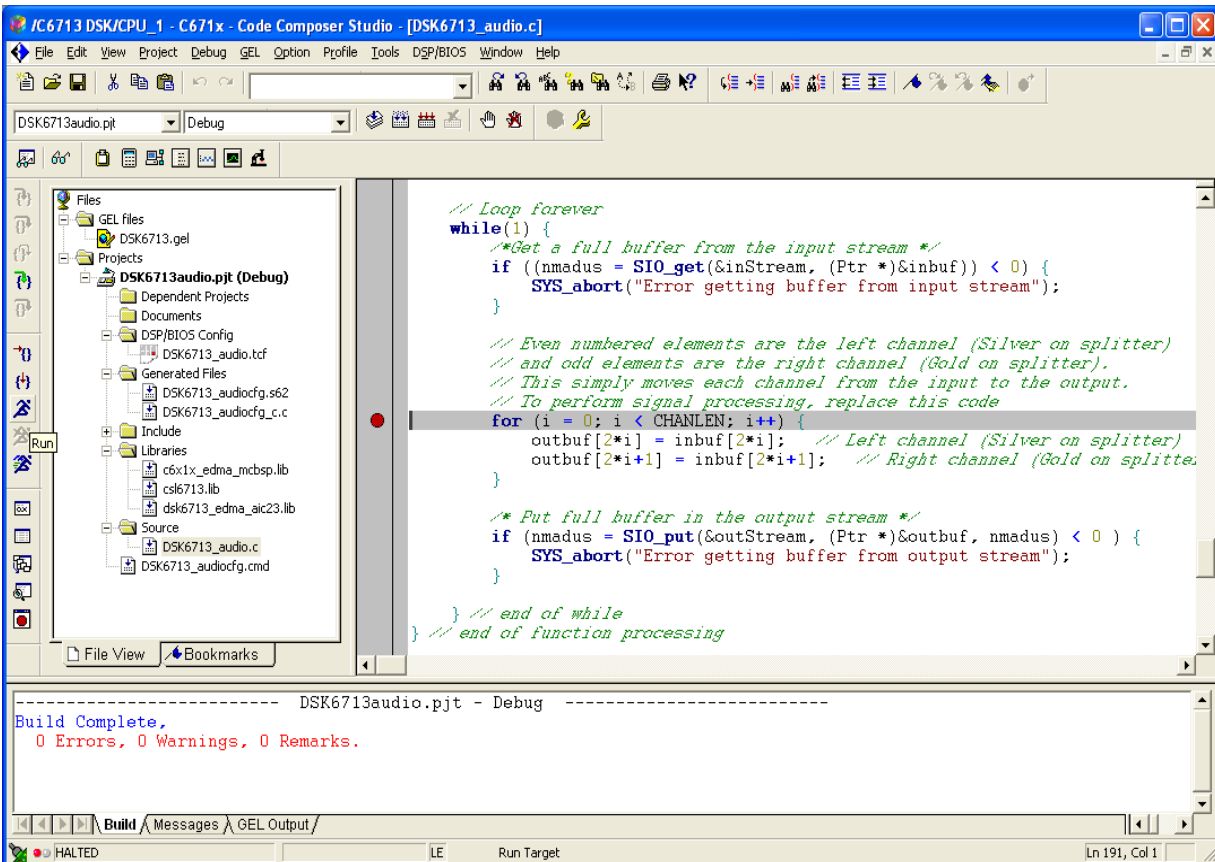 /C6713 DSK/CPU_1 - C671x - Code Composer Studio - [DSK6713_audio.c]
File Edit View Project Debug GEL Option Profile Tools DSP/BIOS Window Help
DSK6713audio.pjt Debug
Files
GEL files
DSK6713.gel
Projects
DSK6713audio.pjt (Debug)
Dependent Projects
Documents
DSP/BIOS Config
DSK6713_audio.tcf
Generated Files
DSK6713_audiocfg.s62
DSK6713_audiocfg_c.c
Include
Libraries
c6x1x_edma_mcbsp.lib
csl6713.lib
dsk6713_edma_aic23.lib
Source
DSK6713_audio.c
DSK6713_audiocfg.cmd
Run
File View Bookmarks
// Loop forever
while(1) {
/*Get a full buffer from the input stream */
if ((nmadus = SIO_get(&inStream, (Ptr *)&inbuf)) < 0) {
SYS_abort("Error getting buffer from input stream");
}
// Even numbered elements are the left channel (Silver on splitter)
// and odd elements are the right channel (Gold on splitter).
// This simply moves each channel from the input to the output.
// To perform signal processing, replace this code
for (i = 0; i < CHANLEN; i++) {
outbuf[2*i] = inbuf[2*i]; // Left channel (Silver on splitter)
outbuf[2*i+1] = inbuf[2*i+1]; // Right channel (Gold on splitter
}
/* Put full buffer in the output stream */
if (nmadus = SIO_put(&outStream, (Ptr *)&outbuf, nmadus) < 0 ) {
SYS_abort("Error getting buffer from output stream");
}
} // end of while
} // end of function processing
-------------------------- DSK6713audio.pjt - Debug --------------------------
Build Complete,
0 Errors, 0 Warnings, 0 Remarks.
Build Messages GEL Output
HALTED LE Run Target Ln 191, Col 1